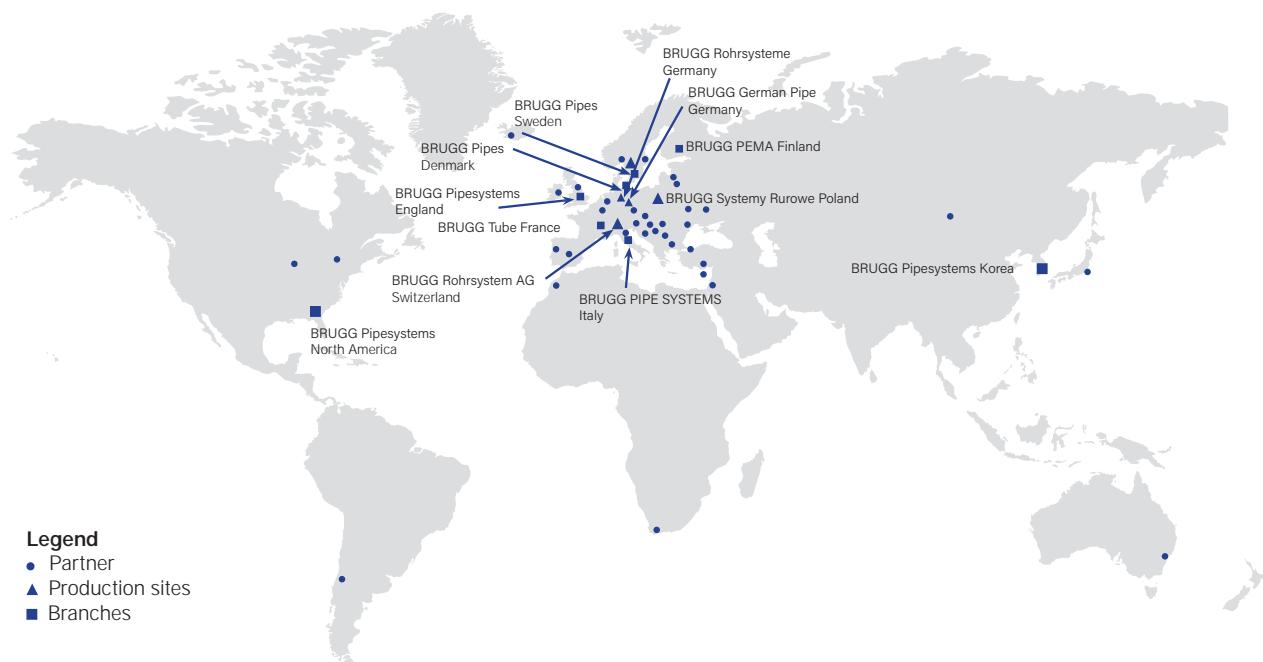 BRUGG Rohrsysteme
Germany
BRUGG German Pipe
Germany
BRUGG Pipes
Sweden
BRUGG Pipes
Denmark
BRUGG PEMA Finland
BRUGG Pipesystems
England
BRUGG Systemy Rurowe Poland
BRUGG Tube France
BRUGG Rohrsystem AG
Switzerland
BRUGG PIPE SYSTEMS
Italy
BRUGG Pipesystems Korea
BRUGG Pipesystems
North America
Legend
Partner
Production sites
Branches